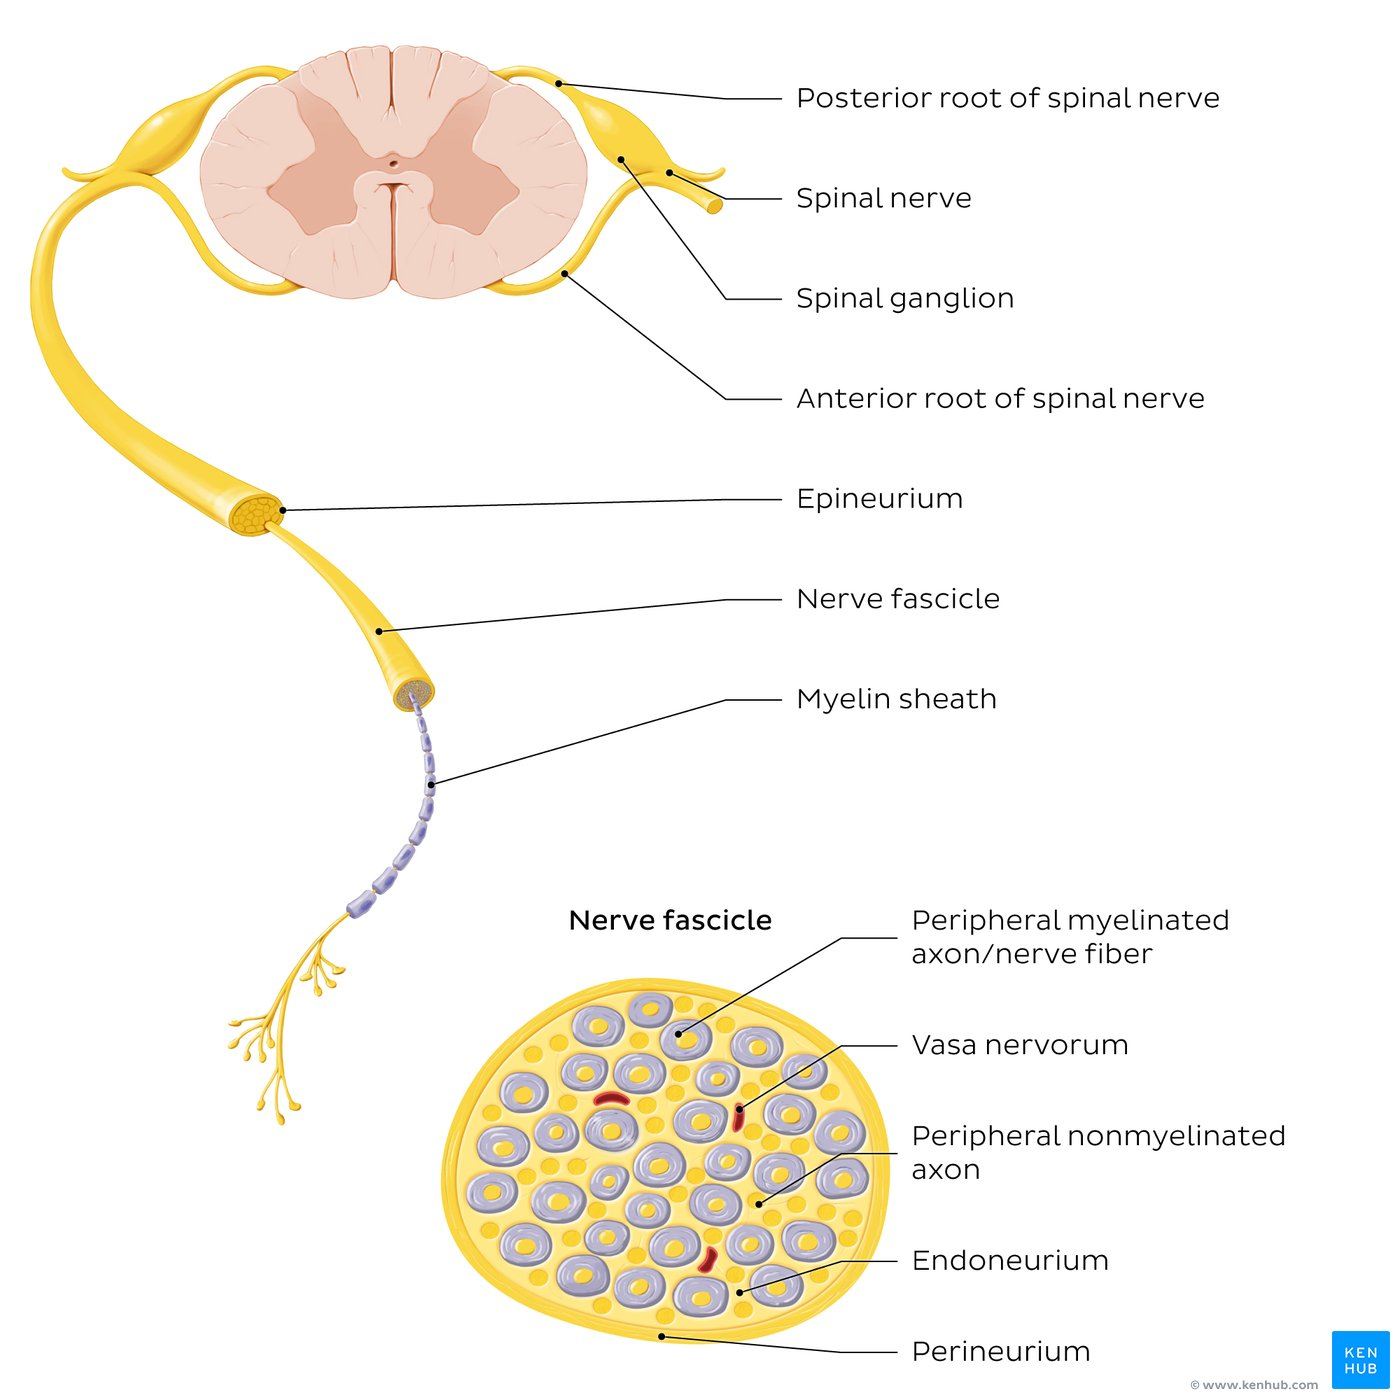 Posterior root of spinal nerve
Spinal nerve
Spinal ganglion
Anterior root of spinal nerve
Epineurium
Nerve fascicle
Myelin sheath
Nerve fascicle
Peripheral myelinated
axon/nerve fiber
Vasa nervorum
Peripheral nonmyelinated
axon
Endoneurium
Perineurium
KEN
HUB
© www.kenhub.com